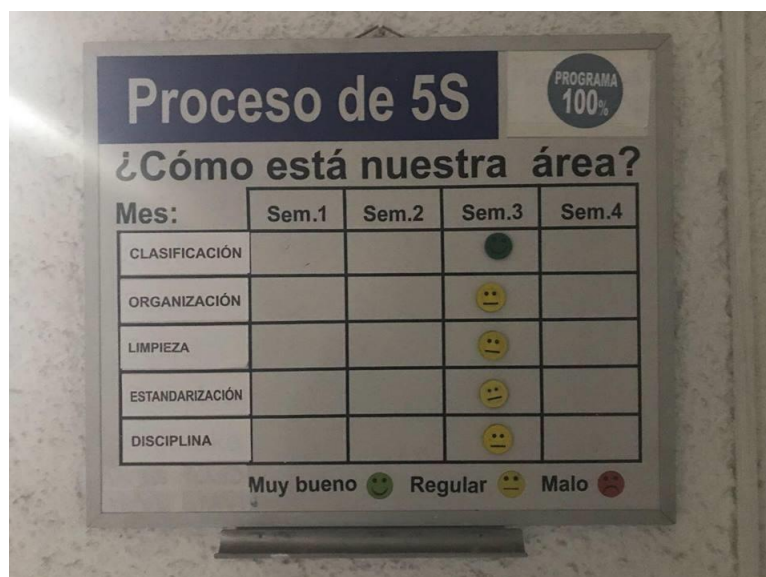 Proceso de 5S
PROGRAMA
100%
¿Cómo está nuestra área?
Mes: Sem.1 Sem.2 Sem.3 Sem.4
CLASIFICACIÓN
ORGANIZACIÓN
LIMPIEZA
ESTANDARIZACIÓN
DISCIPLINA
Muy bueno Regular Malo